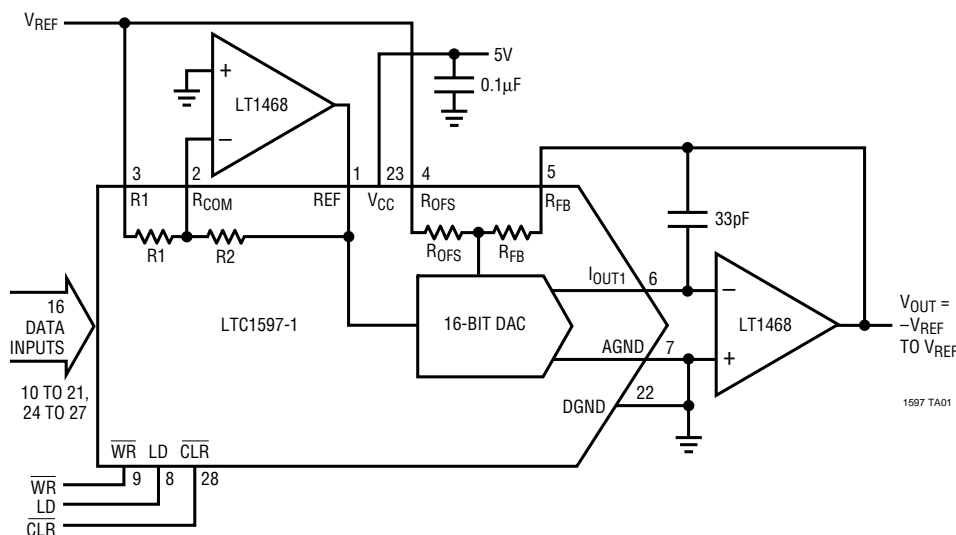 VREF
5V
0.1µF
+
LT1468
−
3
2
1
23
4
5
R1
RCOM
REF
VCC
ROFS
RFB
33pF
R1
R2
ROFS
RFB
IOUT1
6
−
16
DATA
INPUTS
LTC1597-1
16-BIT DAC
LT1468
VOUT =
–VREF
TO VREF
AGND
7
+
10 TO 21,
24 TO 27
DGND
22
1597 TA01
WR
LD
CLR
9
8
28
WR
LD
CLR